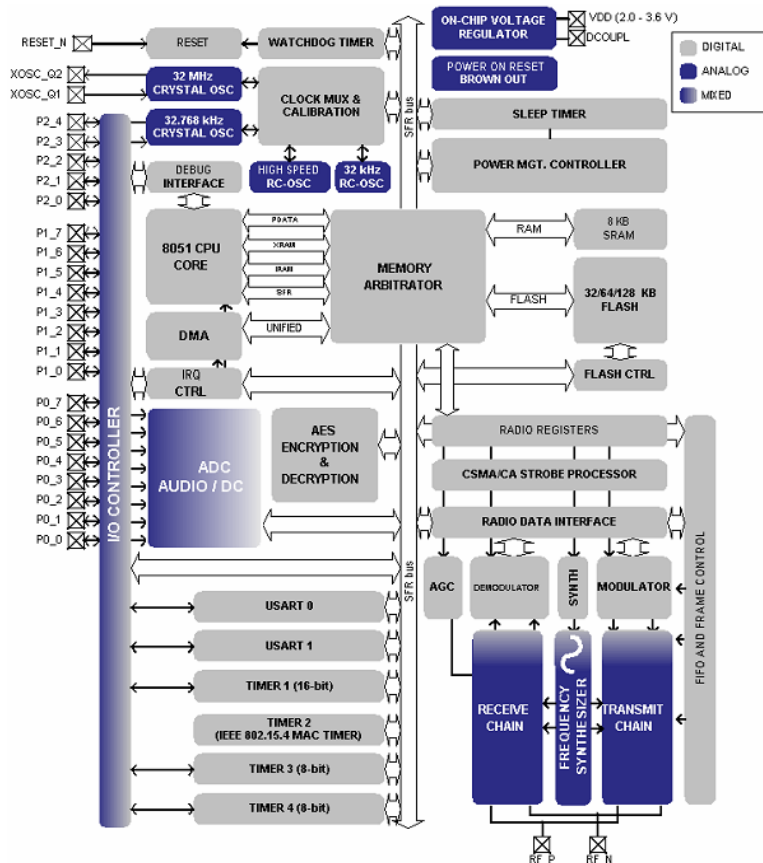 RESET_N
RESET
WATCHDOG TIMER
ON-CHIP VOLTAGE
REGULATOR
VDD (2.0 - 3.6 V)
DCOUPL
DIGITAL
ANALOG
MIXED
XOSC_Q2
XOSC_Q1
32 MHz
CRYSTAL OSC
CLOCK MUX &
CALIBRATION
POWER ON RESET
BROWN OUT
SFR bus
SLEEP TIMER
P2_4
P2_3
P2_2
P2_1
P2_0
32.768 kHz
CRYSTAL OSC
POWER MGT. CONTROLLER
DEBUG
INTERFACE
HIGH SPEED
RC-OSC
32 kHz
RC-OSC
P1_7
P1_6
P1_5
P1_4
P1_3
P1_2
P1_1
P1_0
8051 CPU
CORE
PDATA
XRAM
IRAM
SFR
MEMORY
ARBITRATOR
RAM
8 KB
SRAM
FLASH
32/64/128 KB
FLASH
DMA
UNIFIED
IRQ
CTRL
FLASH CTRL
P0_7
P0_6
P0_5
P0_4
P0_3
P0_2
P0_1
P0_0
I/O CONTROLLER
ADC
AUDIO / DC
AES
ENCRYPTION
&
DECRYPTION
RADIO REGISTERS
CSMA/CA STROBE PROCESSOR
RADIO DATA INTERFACE
FIFO AND FRAME CONTROL
SFR bus
AGC
DEMODULATOR
SYNTH
MODULATOR
USART 0
USART 1
TIMER 1 (16-bit)
TIMER 2
(IEEE 802.15.4 MAC TIMER)
TIMER 3 (8-bit)
TIMER 4 (8-bit)
RECEIVE
CHAIN
FREQUENCY
SYNTHESIZER
TRANSMIT
CHAIN
RF_P
RF_N